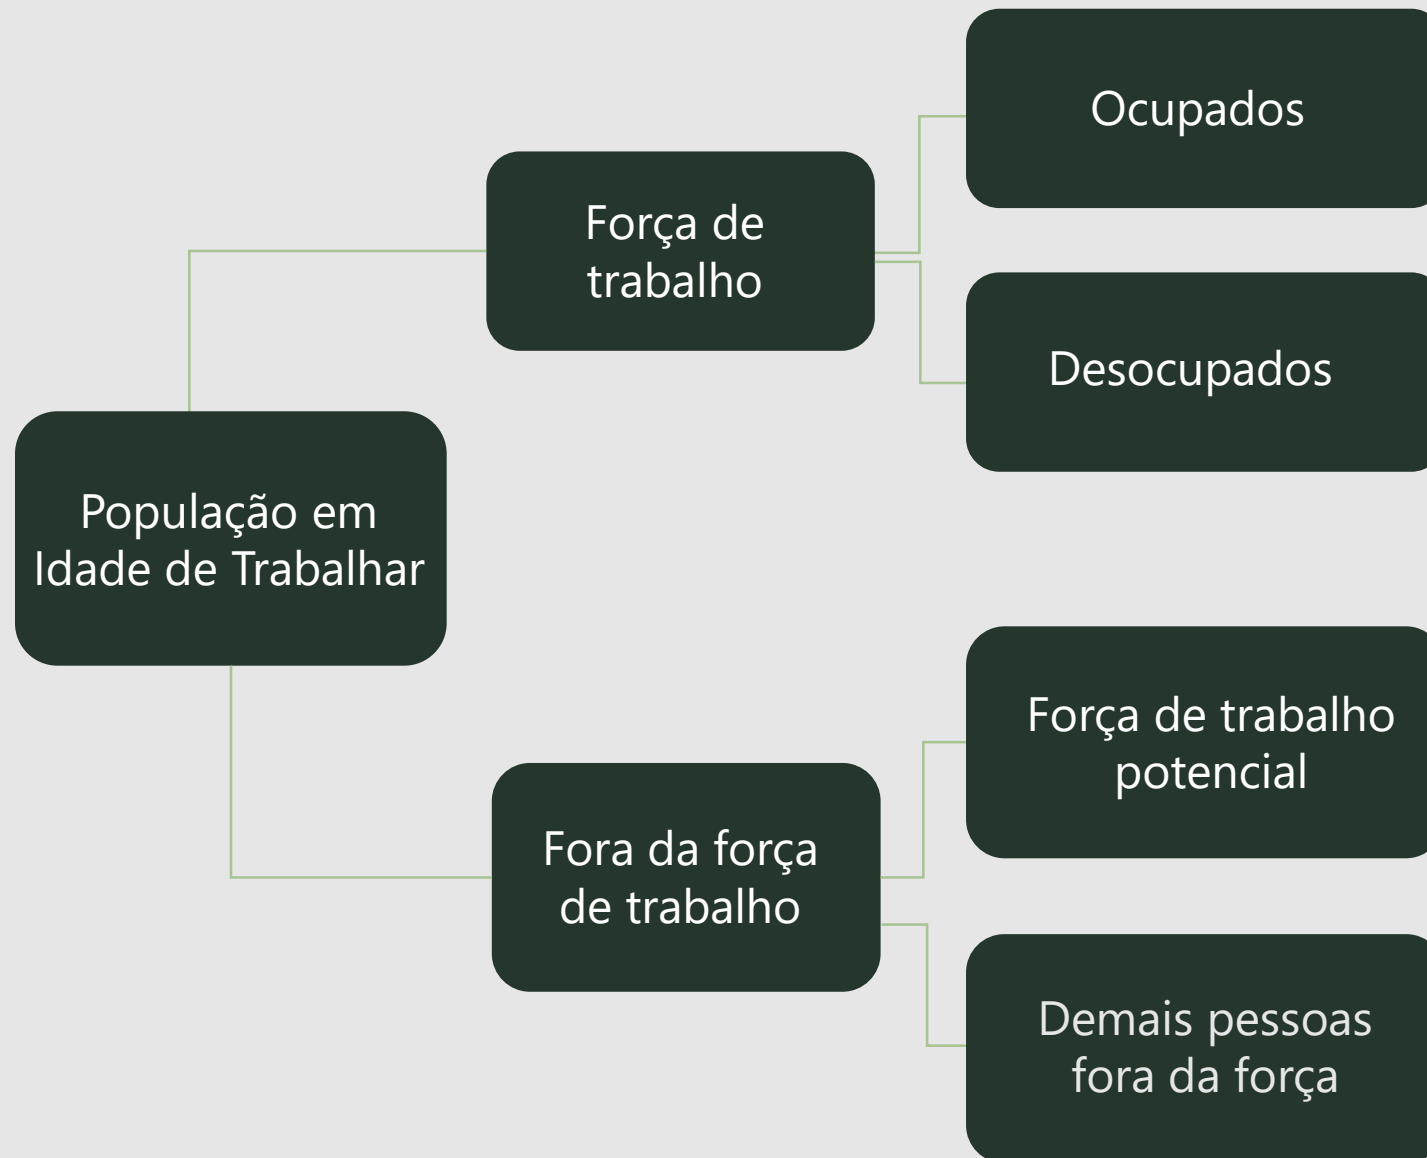 Ocupados
Força de
trabalho
Desocupados
População em
Idade de Trabalhar
Força de trabalho
potencial
Fora da força
de trabalho
Demais pessoas
fora da força